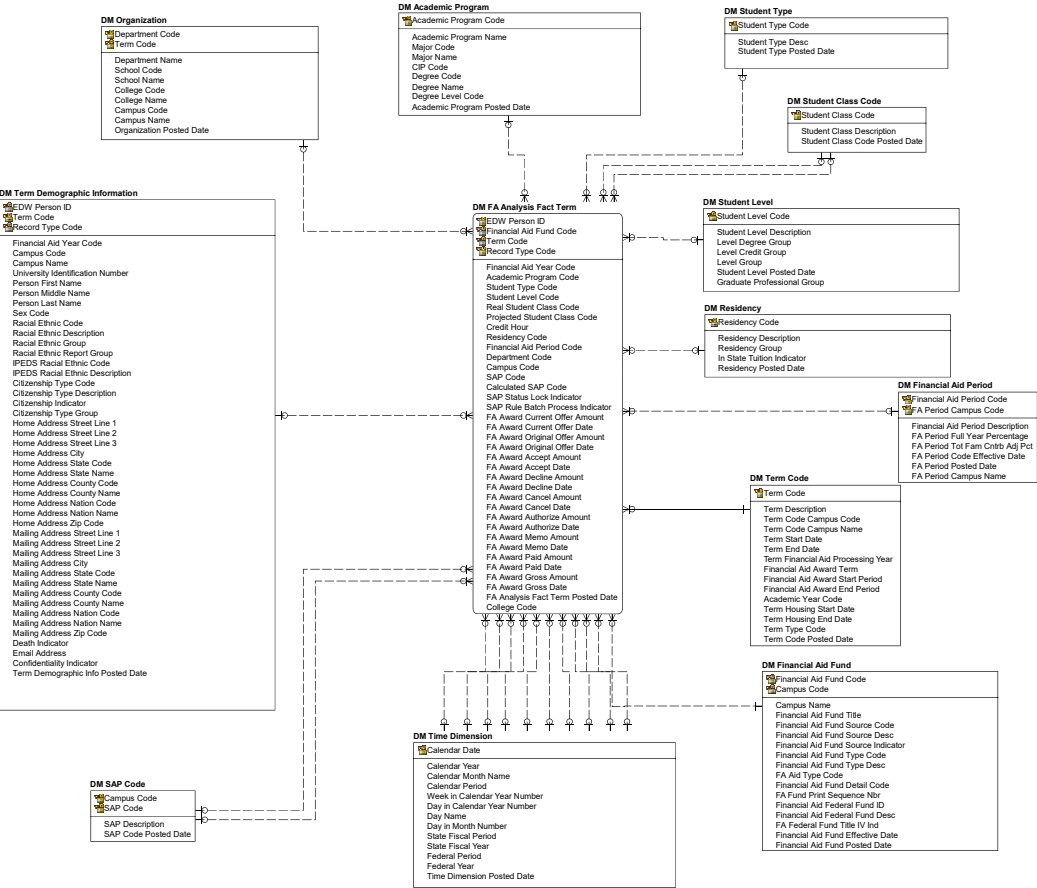 DM Organization
Department Code
Term Code
Department Name
School Code
School Name
College Code
College Name
Campus Code
Campus Name
Organization Posted Date
DM Academic Program
Academic Program Code
Academic Program Name
Major Code
Major Name
CIP Code
Degree Code
Degree Name
Degree Level Code
Academic Program Posted Date
DM Student Type
Student Type Code
Student Type Desc
Student Type Posted Date
DM Student Class Code
Student Class Code
Student Class Description
Student Class Code Posted Date
DM Term Demographic Information
EDW Person ID
Term Code
Record Type Code
Financial Aid Year Code
Campus Code
Campus Name
University Identification Number
Person First Name
Person Middle Name
Person Last Name
Sex Code
Racial Ethnic Code
Racial Ethnic Description
Racial Ethnic Group
Racial Ethnic Report Group
IPEDS Racial Ethnic Code
IPEDS Racial Ethnic Description
Citizenship Type Code
Citizenship Type Description
Citizenship Indicator
Citizenship Type Group
Home Address Street Line 1
Home Address Street Line 2
Home Address Street Line 3
Home Address City
Home Address State Code
Home Address State Name
Home Address County Code
Home Address County Name
Home Address Nation Code
Home Address Nation Name
Home Address Zip Code
Mailing Address Street Line 1
Mailing Address Street Line 2
Mailing Address Street Line 3
Mailing Address City
Mailing Address State Code
Mailing Address State Name
Mailing Address County Code
Mailing Address County Name
Mailing Address Nation Code
Mailing Address Nation Name
Mailing Address Zip Code
Death Indicator
Email Address
Confidentiality Indicator
Term Demographic Info Posted Date
DM FA Analysis Fact Term
EDW Person ID
Financial Aid Fund Code
Term Code
Record Type Code
Financial Aid Year Code
Academic Program Code
Student Type Code
Student Level Code
Real Student Class Code
Projected Student Class Code
Credit Hour
Residency Code
Financial Aid Period Code
Department Code
Campus Code
SAP Code
Calculated SAP Code
SAP Status Lock Indicator
SAP Rule Batch Process Indicator
FA Award Current Offer Amount
FA Award Current Offer Date
FA Award Original Offer Amount
FA Award Original Offer Date
FA Award Accept Amount
FA Award Accept Date
FA Award Decline Amount
FA Award Decline Date
FA Award Cancel Amount
FA Award Cancel Date
FA Award Authorize Amount
FA Award Authorize Date
FA Award Memo Amount
FA Award Memo Date
FA Award Paid Amount
FA Award Paid Date
FA Award Gross Amount
FA Award Gross Date
FA Analysis Fact Term Posted Date
College Code
DM Student Level
Student Level Code
Student Level Description
Level Degree Group
Level Credit Group
Level Group
Student Level Posted Date
Graduate Professional Group
DM Residency
Residency Code
Residency Description
Residency Group
In State Tuition Indicator
Residency Posted Date
DM Financial Aid Period
Financial Aid Period Code
FA Period Campus Code
Financial Aid Period Description
FA Period Full Year Percentage
FA Period Tot Fam Cntrb Adj Pct
FA Period Code Effective Date
FA Period Posted Date
FA Period Campus Name
DM Term Code
Term Code
Term Description
Term Code Campus Code
Term Code Campus Name
Term Start Date
Term End Date
Term Financial Aid Processing Year
Financial Aid Award Term
Financial Aid Award Start Period
Financial Aid Award End Period
Academic Year Code
Term Housing Start Date
Term Housing End Date
Term Type Code
Term Code Posted Date
DM Financial Aid Fund
Financial Aid Fund Code
Campus Code
Campus Name
Financial Aid Fund Title
Financial Aid Fund Source Code
Financial Aid Fund Source Desc
Financial Aid Fund Source Indicator
Financial Aid Fund Type Code
Financial Aid Fund Type Desc
FA Aid Type Code
Financial Aid Fund Detail Code
FA Fund Print Sequence Nbr
Financial Aid Federal Fund ID
Financial Aid Federal Fund Desc
FA Federal Fund Title IV Ind
Financial Aid Fund Effective Date
Financial Aid Fund Posted Date
DM Time Dimension
Calendar Date
Calendar Year
Calendar Month Name
Calendar Period
Week in Calendar Year Number
Day in Calendar Year Number
Day Name
Day in Month Number
State Fiscal Period
State Fiscal Year
Federal Period
Federal Year
Time Dimension Posted Date
DM SAP Code
Campus Code
SAP Code
SAP Description
SAP Code Posted Date